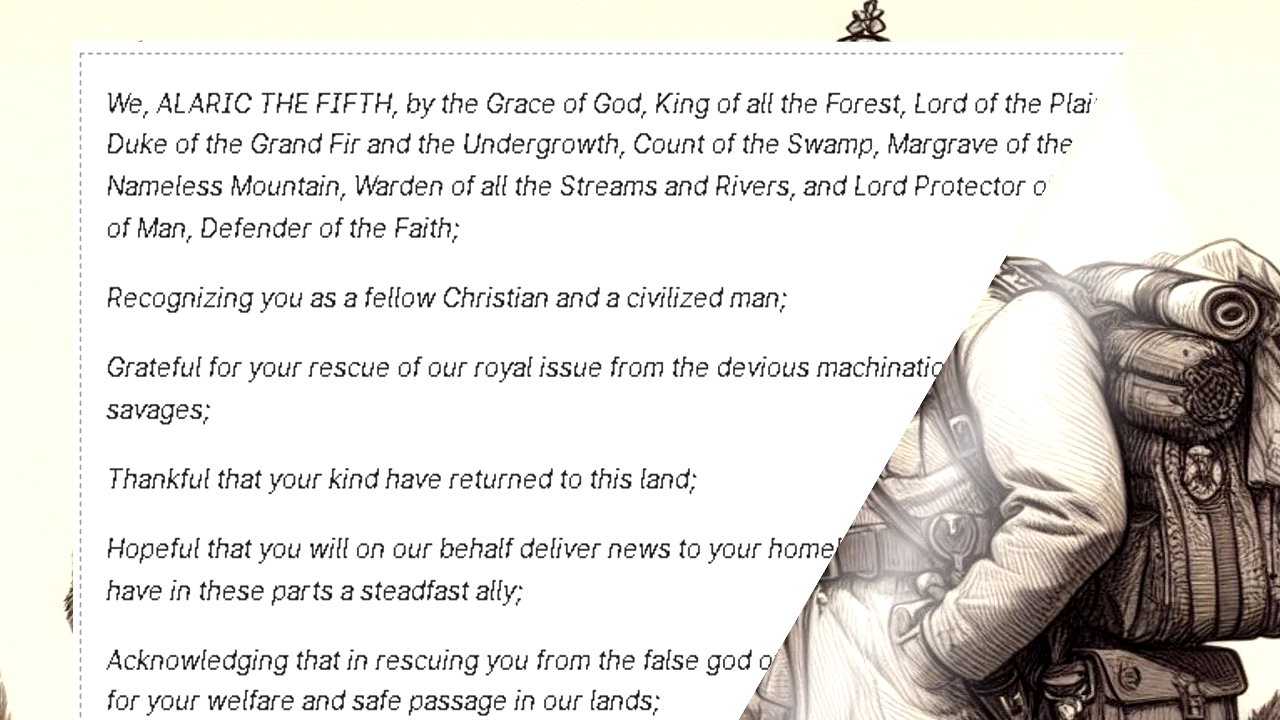 We, ALARIC THE FIFTH, by the Grace of God, King of all the Forest, Lord of the
Duke of the Grand Fir and the Undergrowth, Count of the Swamp, Margrave of the
Nameless Mountain, Warden of all the Streams and Rivers, and Lord Protector
of Man, Defender of the Faith;
Recognizing you as a fellow Christian and a civilized man;
Grateful for your rescue of our royal issue from the devious
savages;
Thankful that your kind have returned to this land;
Hopeful that you will on our behalf deliver news to your
have in these parts a steadfast ally;
Acknowledging that in rescuing you from the false god
for your welfare and safe passage in our lands;